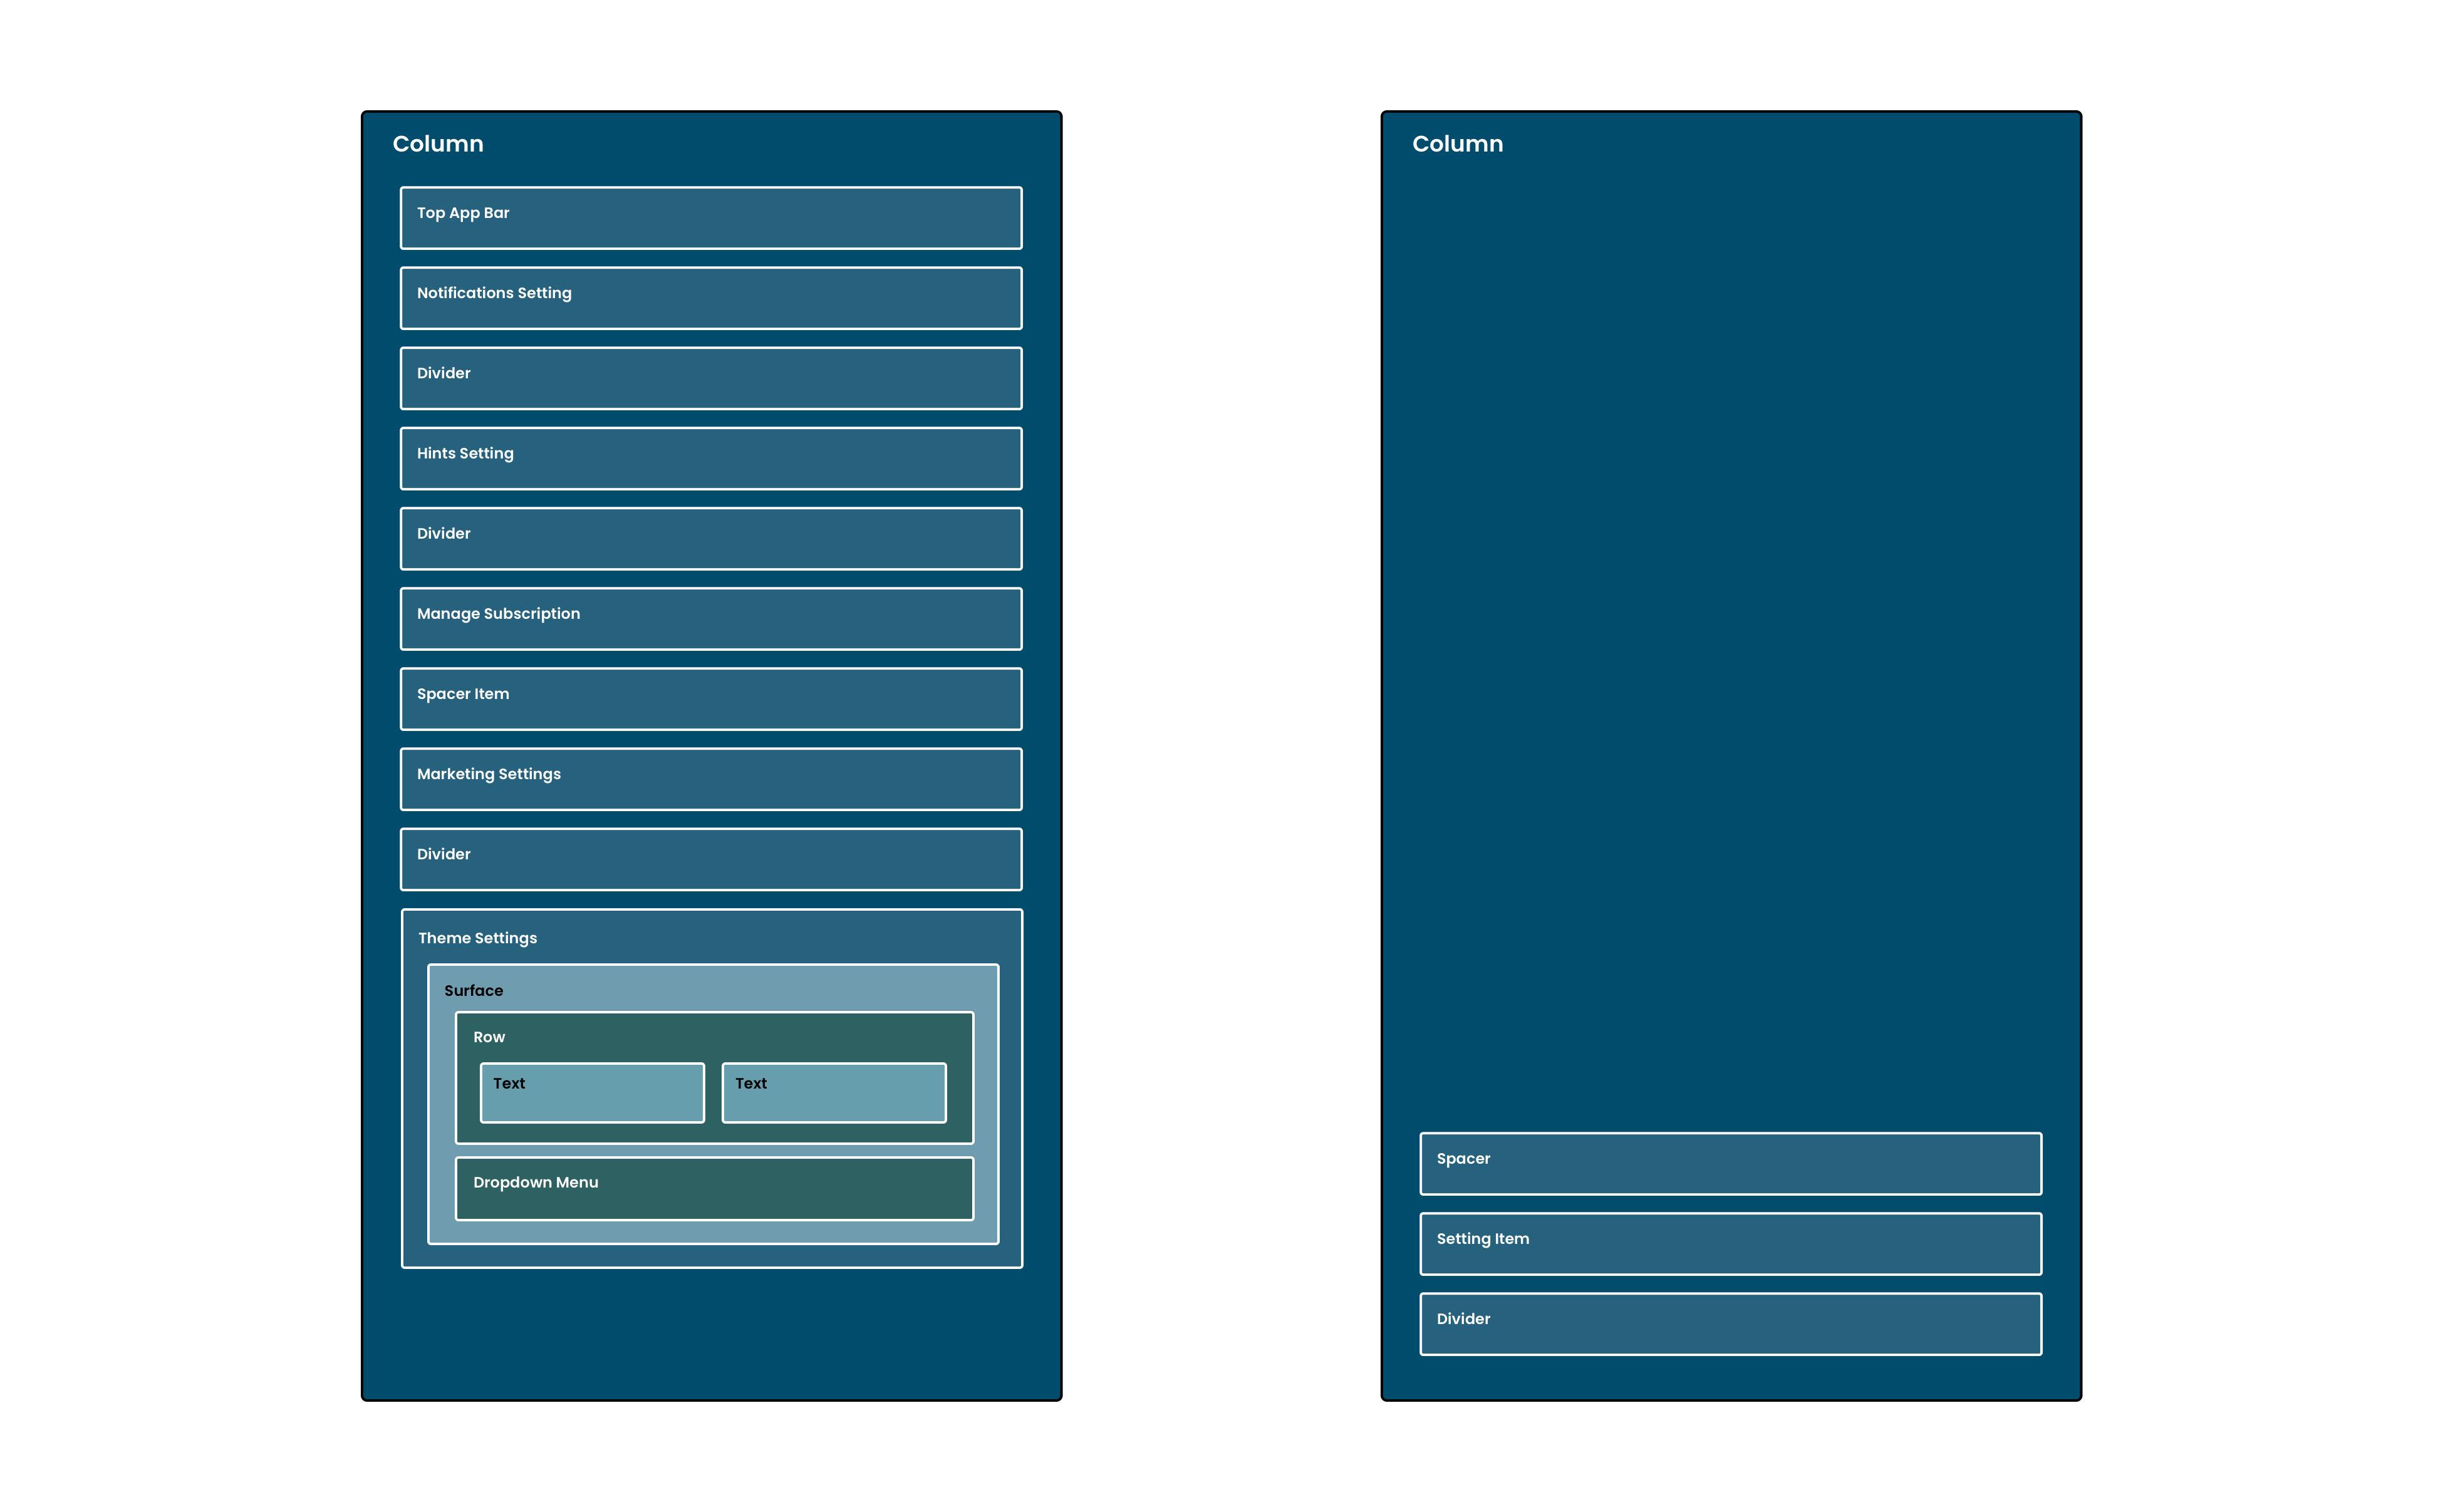 Column
Top App Bar
Notifications Setting
Divider
Hints Setting
Divider
Manage Subscription
Spacer Item
Marketing Settings
Divider
Theme Settings
Surface
Row
Text
Text
Dropdown Menu
Column
Spacer
Setting Item
Divider